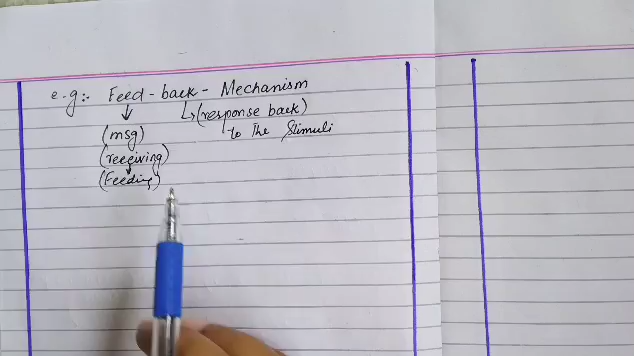 e.g:- Feed-back-Mechanism
(msg)
(response back)
to the stimuli
(receiving)
(Feeding)